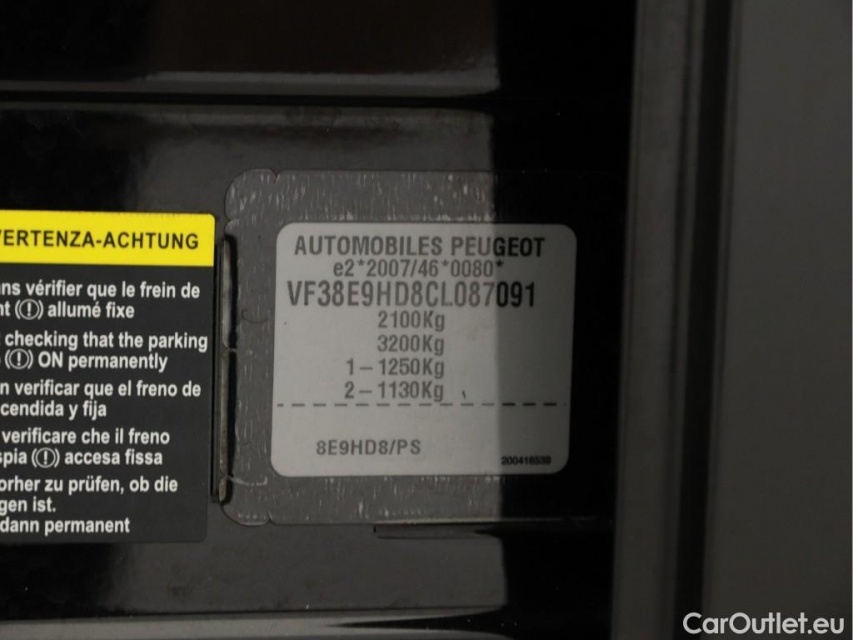 ERTENZA-ACHTUNG
ns vérifier que le frein de
nt (!) allumé fixe
checking that the parking
(!) ON permanently
n verificar que el freno de
cendida y fija
verificare che il freno
spia (!) accesa fissa
orher zu prüfen, ob die
gen ist.
dann permanent
AUTOMOBILES PEUGEOT
e2*2007/46*0080*
VF38E9HD8CL087091
2100Kg
3200Kg
1-1250Kg
2-1130Kg
8E9HD8/PS
200418539
CarOutlet.eu